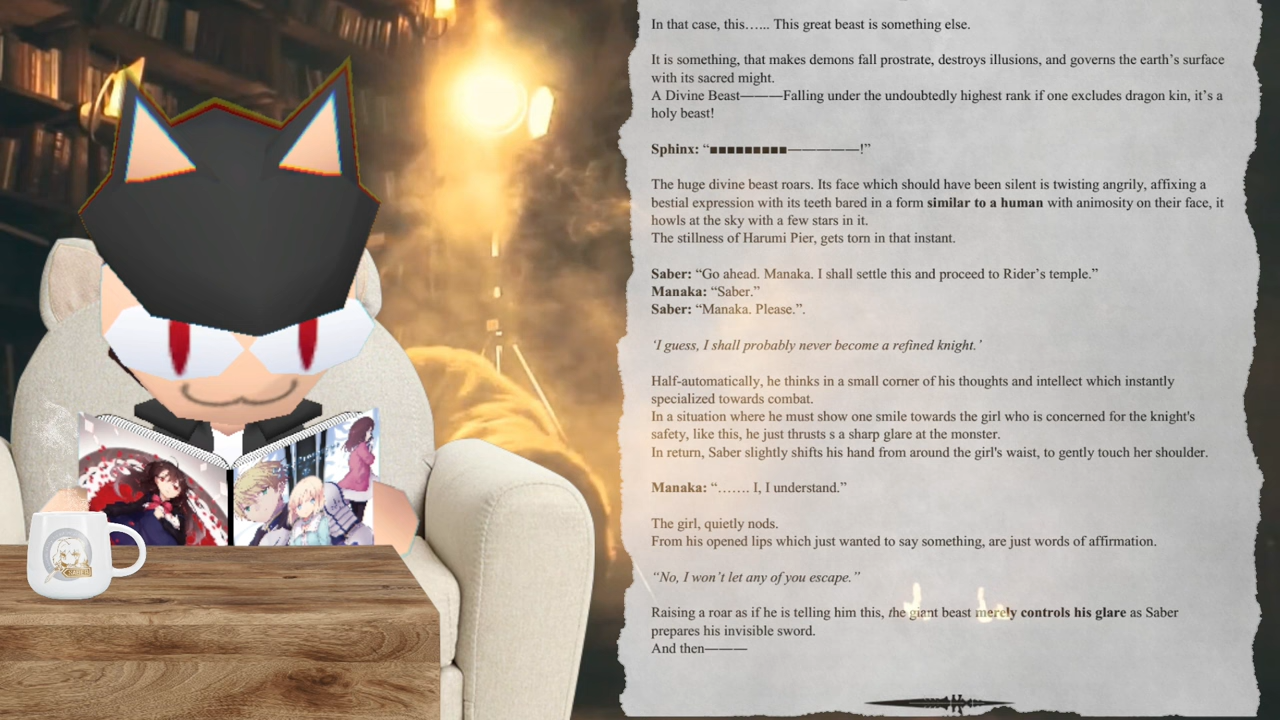 In that case, this…... This great beast is something else.
It is something, that makes demons fall prostrate, destroys illusions, and governs the earth's surface
with its sacred might.
A Divine Beast———Falling under the undoubtedly highest rank if one excludes dragon kin, it's a
holy beast!
Sphinx: “■■■■■■■■■—————!”
The huge divine beast roars. Its face which should have been silent is twisting angrily, affixing a
bestial expression with its teeth bared in a form similar to a human with animosity on their face, it
howls at the sky with a few stars in it.
The stillness of Harumi Pier, gets torn in that instant.
Saber: “Go ahead. Manaka. I shall settle this and proceed to Rider's temple.”
Manaka: “Saber.”
Saber: “Manaka. Please.”.
‘I guess, I shall probably never become a refined knight.’
Half-automatically, he thinks in a small corner of his thoughts and intellect which instantly
specialized towards combat.
In a situation where he must show one smile towards the girl who is concerned for the knight's
safety, like this, he just thrusts s a sharp glare at the monster.
In return, Saber slightly shifts his hand from around the girl's waist, to gently touch her shoulder.
Manaka: “……. I, I understand.”
The girl, quietly nods.
From his opened lips which just wanted to say something, are just words of affirmation.
“No, I won't let any of you escape.”
Raising a roar as if he is telling him this, the giant beast merely controls his glare as Saber
prepares his invisible sword.
And then———